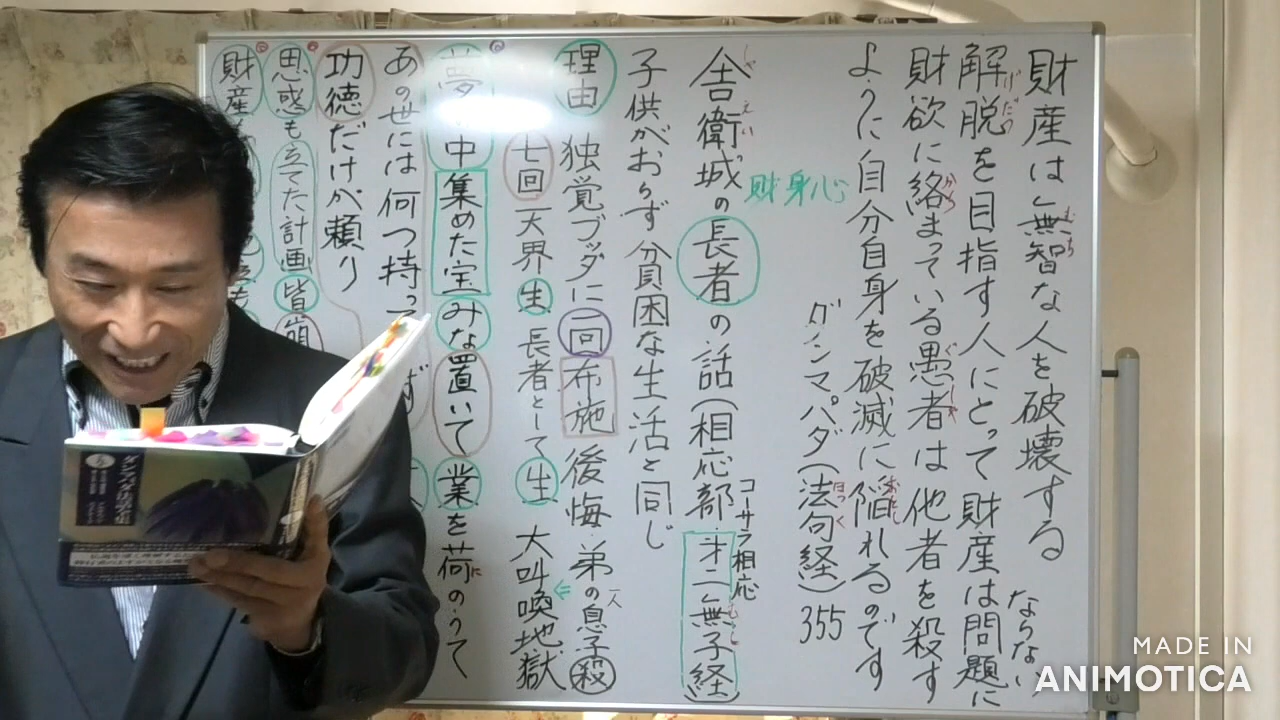 財産は無智な人を破壊する
解脱を目指す人にとって財産は問題に
ならない
財欲に絡まっている愚者は他者を殺す
ように自分自身を破滅に陥れるのです
ダンマパダ(法句経)355
財身心
舎衛城の長者の話(相応部
コーサラ相応
才二無子経)
子供がおらず貧困な生活と同じ
理由 独覚ブッダに一回布施後悔 弟の一人息子殺
七回 天界生 長者として生 大叫喚地獄
夢 中集めた宝みな置いて業を荷のうて
あの世には何一つ持っ
ず
功徳だけが頼り
思惑も立てた計画皆崩
財産
MADE IN
ANIMOTICA